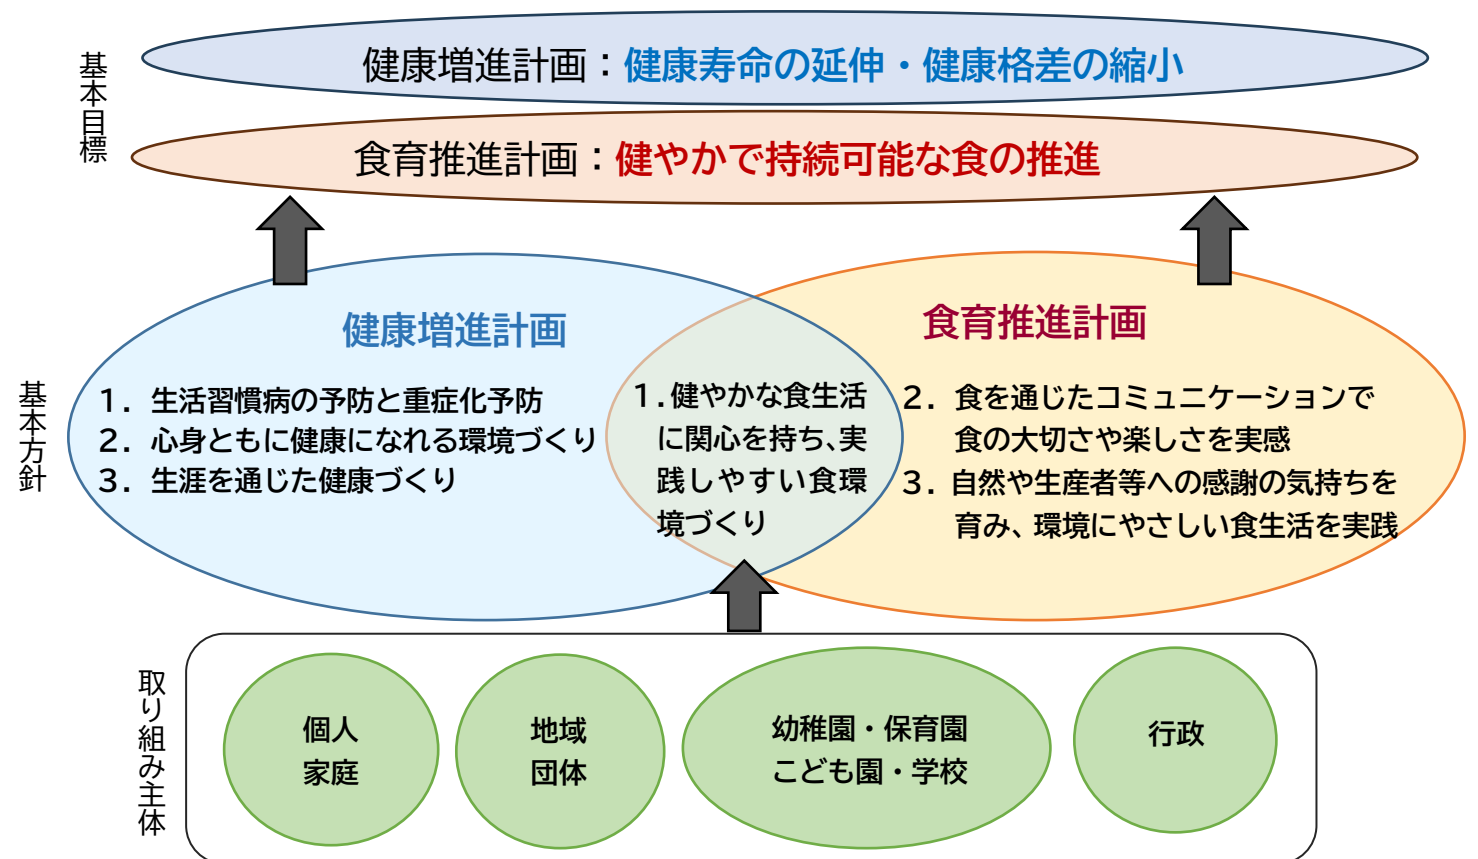 基本目標
健康増進計画：健康寿命の延伸・健康格差の縮小
食育推進計画：健やかで持続可能な食の推進
基本方針
健康増進計画
1. 生活習慣病の予防と重症化予防
2. 心身ともに健康になれる環境づくり
3. 生涯を通じた健康づくり
1.健やかな食生活
に関心を持ち、実
践しやすい食環
境づくり
食育推進計画
2. 食を通じたコミュニケーションで
食の大切さや楽しさを実感
3. 自然や生産者等への感謝の気持ちを
育み、環境にやさしい食生活を実践
取り組み主体
個人
家庭
地域
団体
幼稚園・保育園
こども園・学校
行政